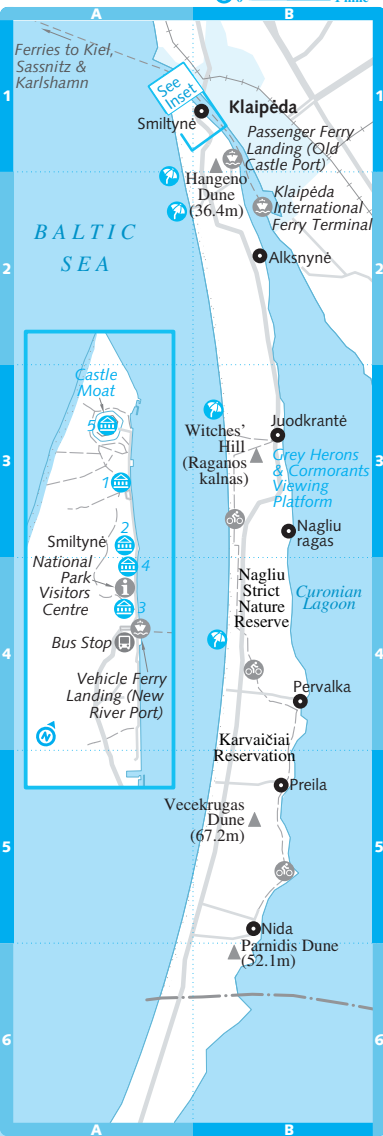 0 1 mile
A B
Ferries to Kiel,
Sassnitz &
Karlshamn
See
Inset
1 1
Klaipėda
Smiltynė
Passenger Ferry
Landing (Old
Castle Port)
Hangeno
Dune
(36.4m)
Klaipėda
International
Ferry Terminal
BALTIC
SEA
Alksnynė
2 2
Castle
Moat
5
1
Smiltynė
2
National
Park
Visitors
Centre
4
3
Bus Stop
Vehicle Ferry
Landing (New
River Port)
N
Juodkrantė
Witches'
Hill
(Raganos
kalnas)
Grey Herons
& Cormorants
Viewing
Platform
3 3
Nagliu
ragas
Nagliu
Strict
Nature
Reserve
Curonian
Lagoon
4 4
Pervalka
Karvaičiai
Reservation
Preila
Vecekrugas
Dune
(67.2m)
5 5
Nida
Parnidis Dune
(52.1m)
6 6
A B